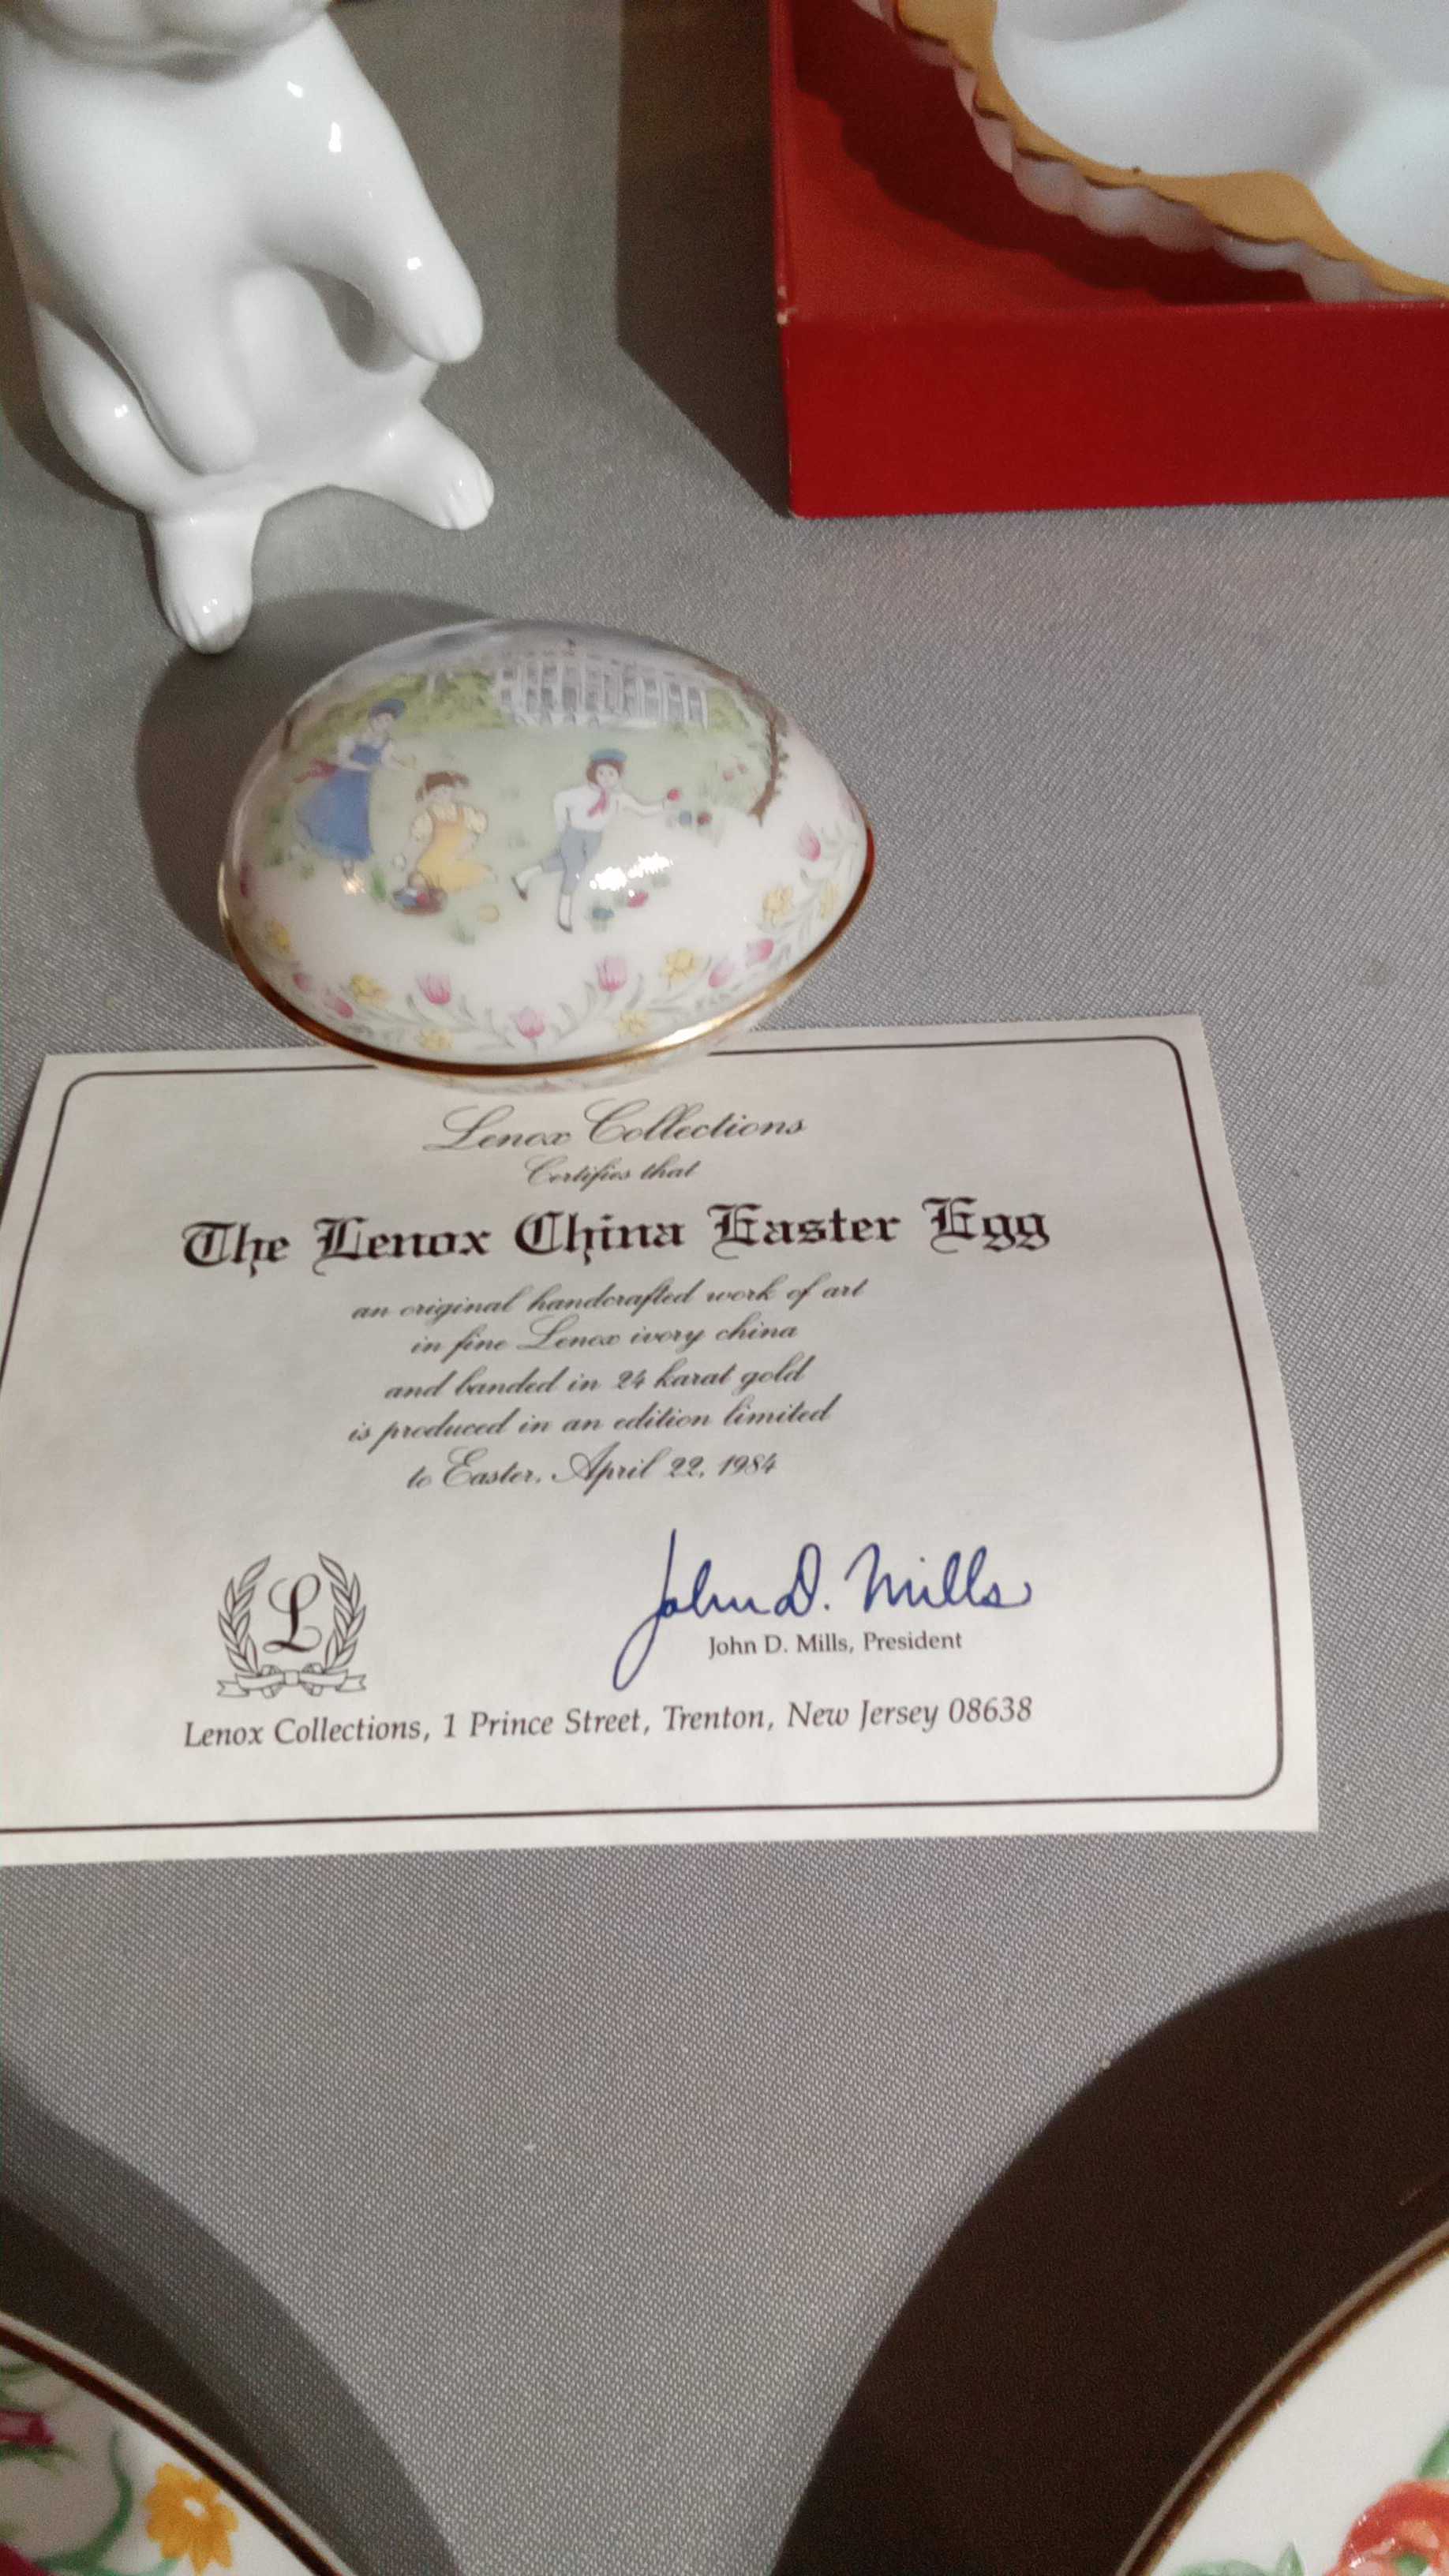 Lenox Collections
Certifies that
The Lenox China Easter Egg
an original handcrafted work of art
in fine Lenox ivory china
and banded in 24 karat gold
is produced in an edition limited
to Easter, April 22, 1984
L
John D. Mills
John D. Mills, President
Lenox Collections, 1 Prince Street, Trenton, New Jersey 08638